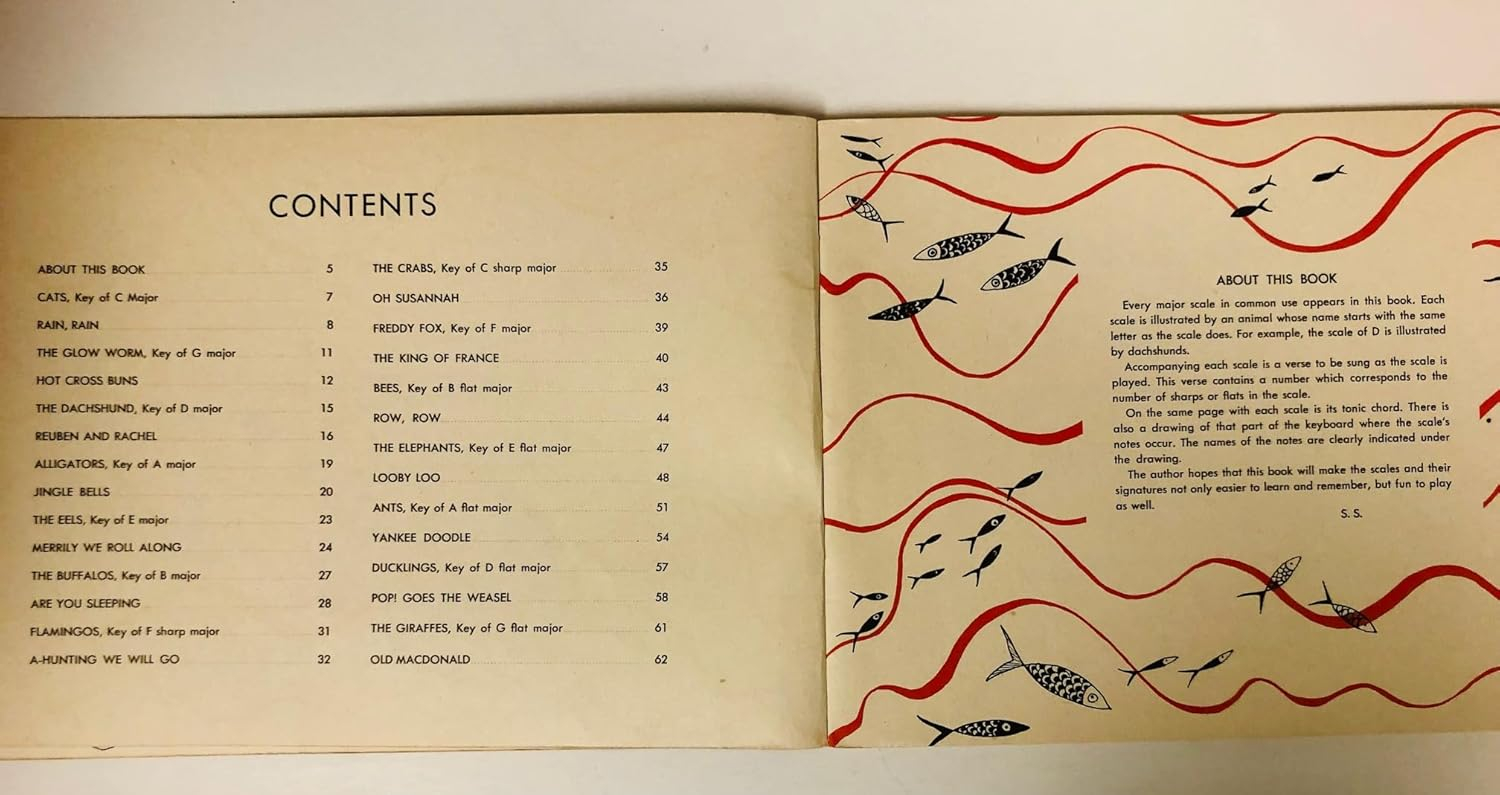 CONTENTS
ABOUT THIS BOOK 5
CATS, Key of C Major 7
RAIN, RAIN 8
THE GLOW WORM, Key of G major 11
HOT CROSS BUNS 12
THE DACHSHUND, Key of D major 15
REUBEN AND RACHEL 16
ALLIGATORS, Key of A major 19
JINGLE BELLS 20
THE EELS, Key of E major 23
MERRILY WE ROLL ALONG 24
THE BUFFALOS, Key of B major 27
ARE YOU SLEEPING 28
FLAMINGOS, Key of F sharp major 31
A-HUNTING WE WILL GO 32
THE CRABS, Key of C sharp major 35
OH SUSANNAH 36
FREDDY FOX, Key of F major 39
THE KING OF FRANCE 40
BEES, Key of B flat major 43
ROW, ROW 44
THE ELEPHANTS, Key of E flat major 47
LOOBY LOO 48
ANTS, Key of A flat major 51
YANKEE DOODLE 54
DUCKLINGS, Key of D flat major 57
POP! GOES THE WEASEL 58
THE GIRAFFES, Key of G flat major 61
OLD MACDONALD 62
ABOUT THIS BOOK
Every major scale in common use appears in this book. Each
scale is illustrated by an animal whose name starts with the same
letter as the scale does. For example, the scale of D is illustrated
by dachshunds.
Accompanying each scale is a verse to be sung as the scale is
played. This verse contains a number which corresponds to the
number of sharps or flats in the scale.
On the same page with each scale is its tonic chord. There is
also a drawing of that part of the keyboard where the scale's
notes occur. The names of the notes are clearly indicated under
the drawing.
The author hopes that this book will make the scales and their
signatures not only easier to learn and remember, but fun to play
as well.
S. S.